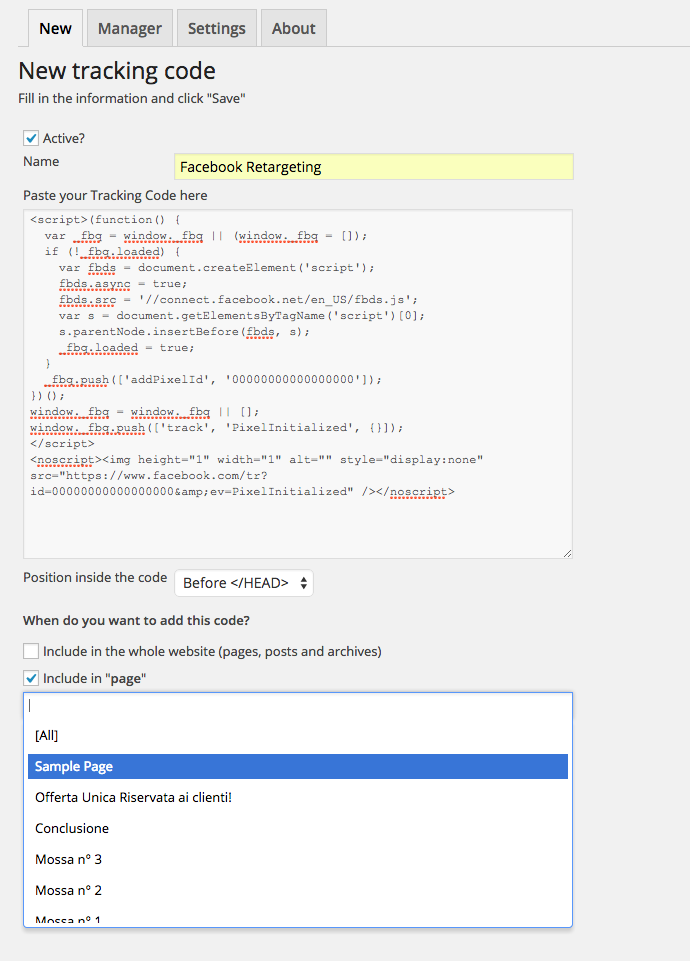 New Manager Settings About
New tracking code
Fill in the information and click "Save"
Active?
Name Facebook Retargeting
Paste your Tracking Code here
<script>(function() {
  var _fbq = window._fbq || (window._fbq = []);
  if (!_fbq.loaded) {
    var fbds = document.createElement('script');
    fbds.async = true;
    fbds.src = '//connect.facebook.net/en_US/fbds.js';
    var s = document.getElementsByTagName('script')[0];
    s.parentNode.insertBefore(fbds, s);
    _fbq.loaded = true;
  }
  _fbq.push(['addPixelId', '00000000000000000']);
})();
window._fbq = window._fbq || [];
window._fbq.push(['track', 'PixelInitialized', {}]);
</script>
<noscript><img height="1" width="1" alt="" style="display:none"
src="https://www.facebook.com/tr?
id=00000000000000000&amp;ev=PixelInitialized" /></noscript>
Position inside the code Before </HEAD>
When do you want to add this code?
Include in the whole website (pages, posts and archives)
Include in "page"
[All]
Sample Page
Offerta Unica Riservata ai clienti!
Conclusione
Mossa n° 3
Mossa n° 2
Mossa n° 1